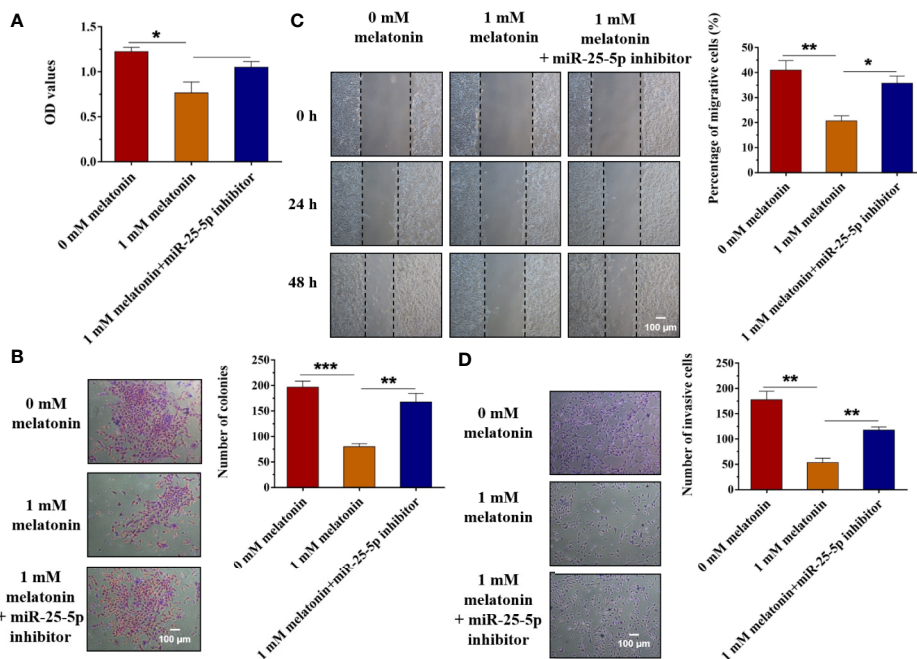 A
OD values
1.5
1.0
0.5
0.0
*
0 mM melatonin
1 mM melatonin
1 mM melatonin+miR-25-5p inhibitor
B
0 mM
melatonin
1 mM
melatonin
1 mM
melatonin
+ miR-25-5p
inhibitor
100 μm
Number of colonies
250
200
150
100
50
0
***
**
0 mM melatonin
1 mM melatonin
1 mM melatonin+miR-25-5p inhibitor
C
0 mM
melatonin
1 mM
melatonin
1 mM
melatonin
+ miR-25-5p inhibitor
0 h
24 h
48 h
100 μm
Percentage of migrative cells (%)
50
40
30
20
10
0
**
*
0 mM melatonin
1 mM melatonin
1 mM melatonin+miR-25-5p inhibitor
D
0 mM
melatonin
1 mM
melatonin
1 mM
melatonin
+ miR-25-5p
inhibitor
100 μm
Number of invasive cells
250
200
150
100
50
0
**
**
0 mM melatonin
1 mM melatonin
1 mM melatonin+miR-25-5p inhibitor